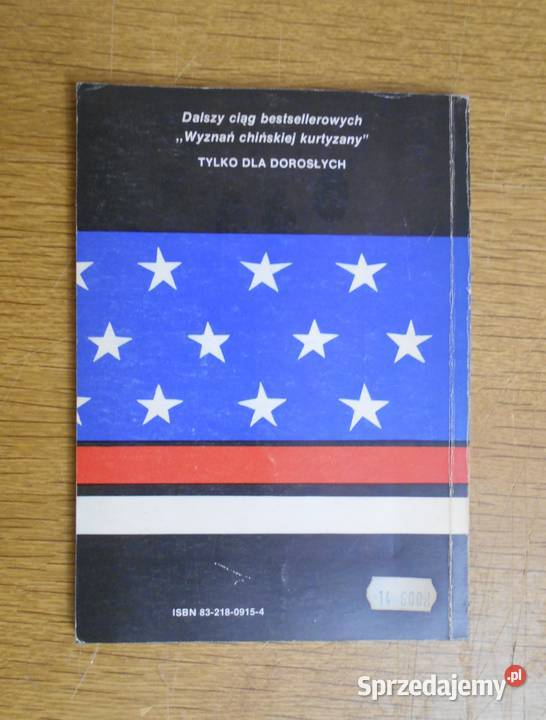 Dalszy ciąg bestsellerowych
„Wyznań chińskiej kurtyzany"
TYLKO DLA DOROSŁYCH
ISBN 83-218-0915-4
Sprzedajemy.pl